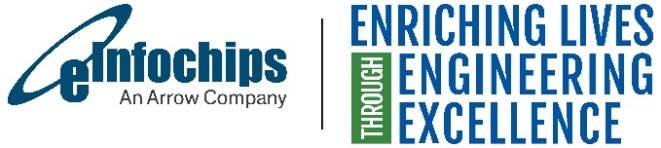 eInfochips
An Arrow Company
ENRICHING LIVES
THROUGH
ENGINEERING
EXCELLENCE